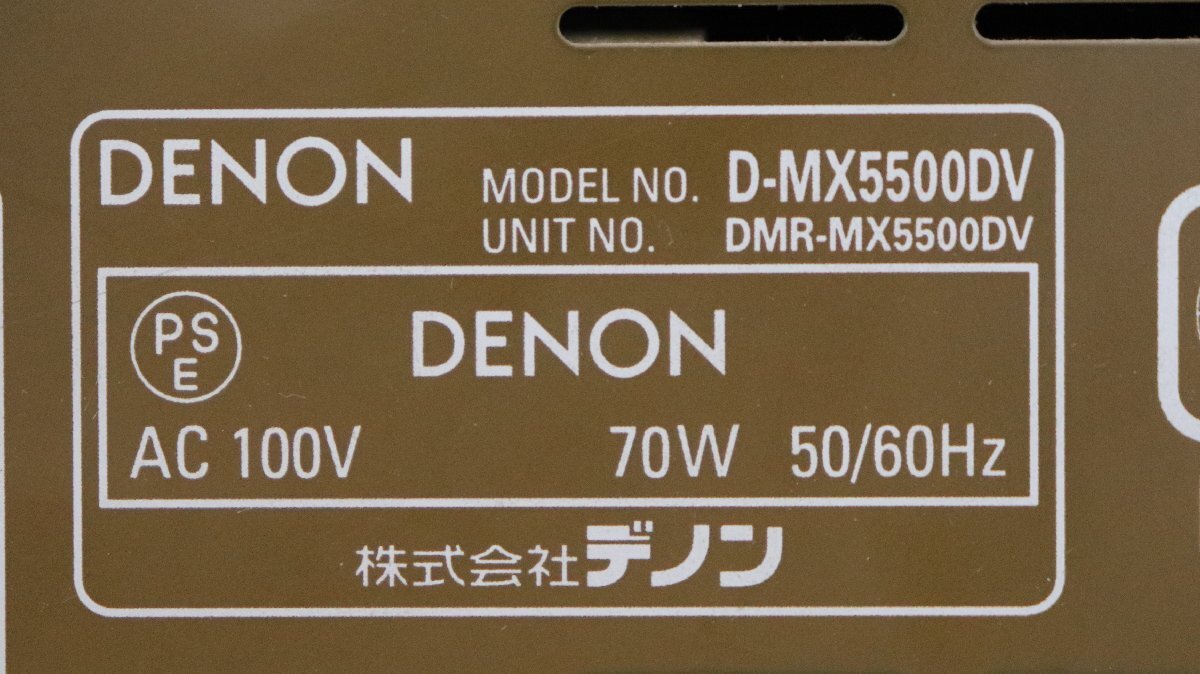 DENON MODEL NO. D-MX5500DV
UNIT NO. DMR-MX5500DV
PS
E
DENON
AC 100V 70W 50/60Hz
株式会社デノン